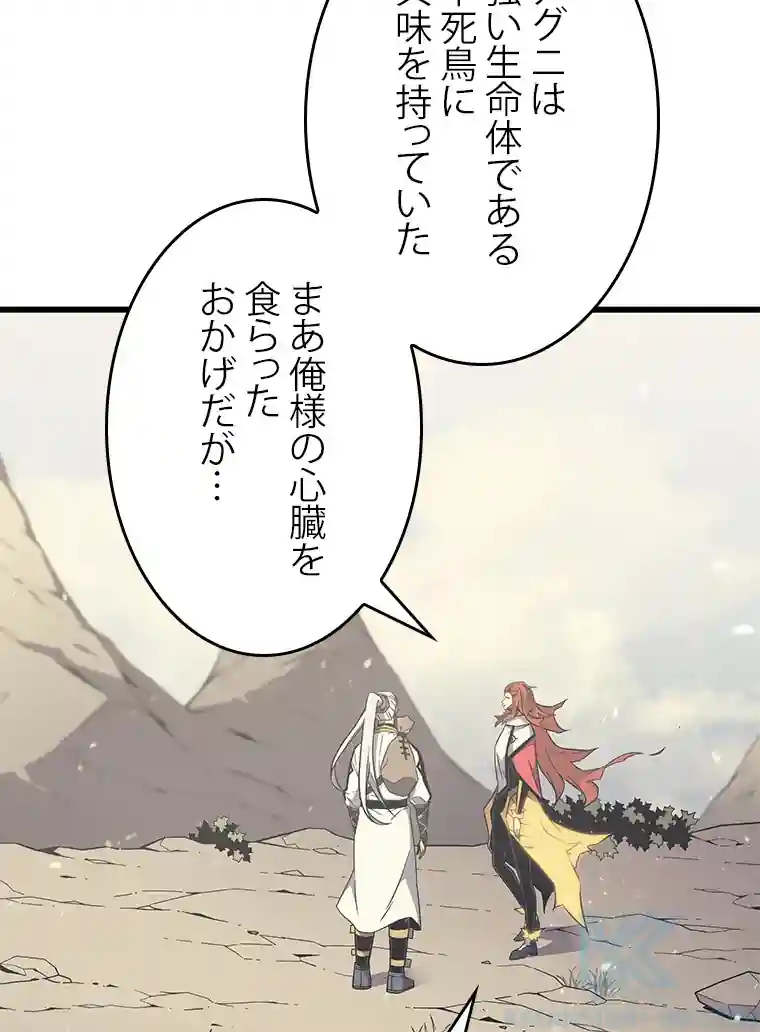 グニは
強い生命体である
死鳥に
味を持っていた
まあ俺様の心臓を
食らった
おかげだが…